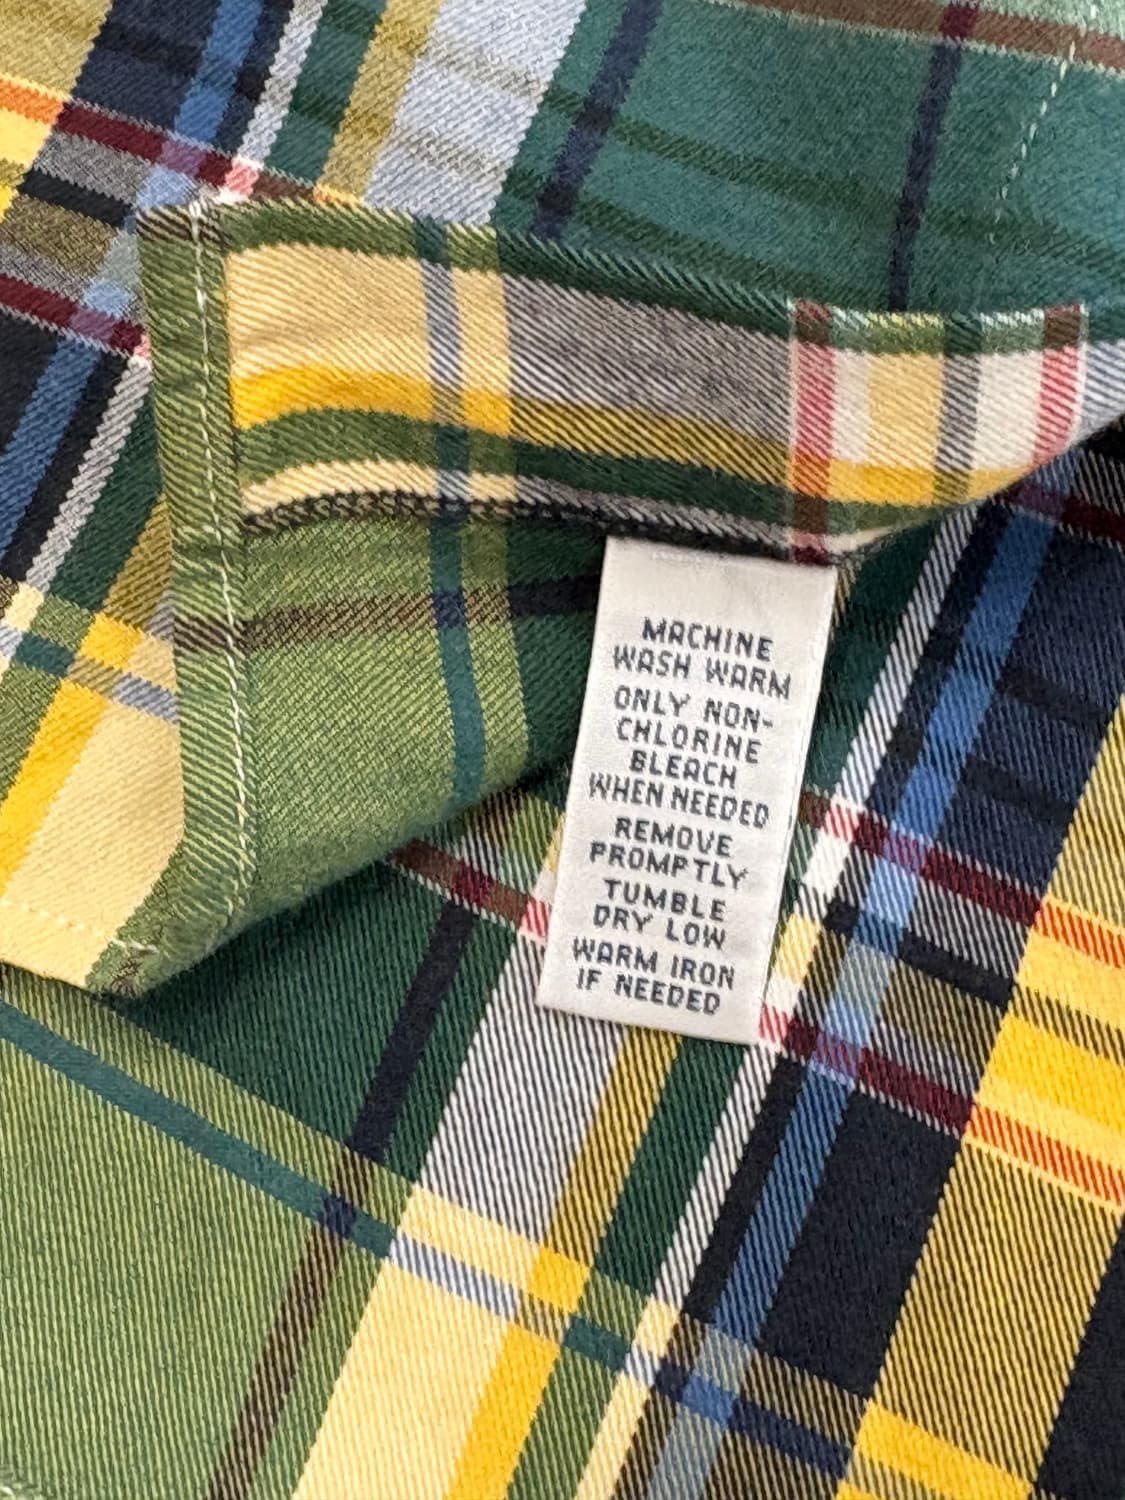 MACHINE
WASH WARM
ONLY NON-
CHLORINE
BLEACH
WHEN NEEDED
REMOVE
PROMPTLY
TUMBLE
DRY LOW
WARM IRON
IF NEEDED